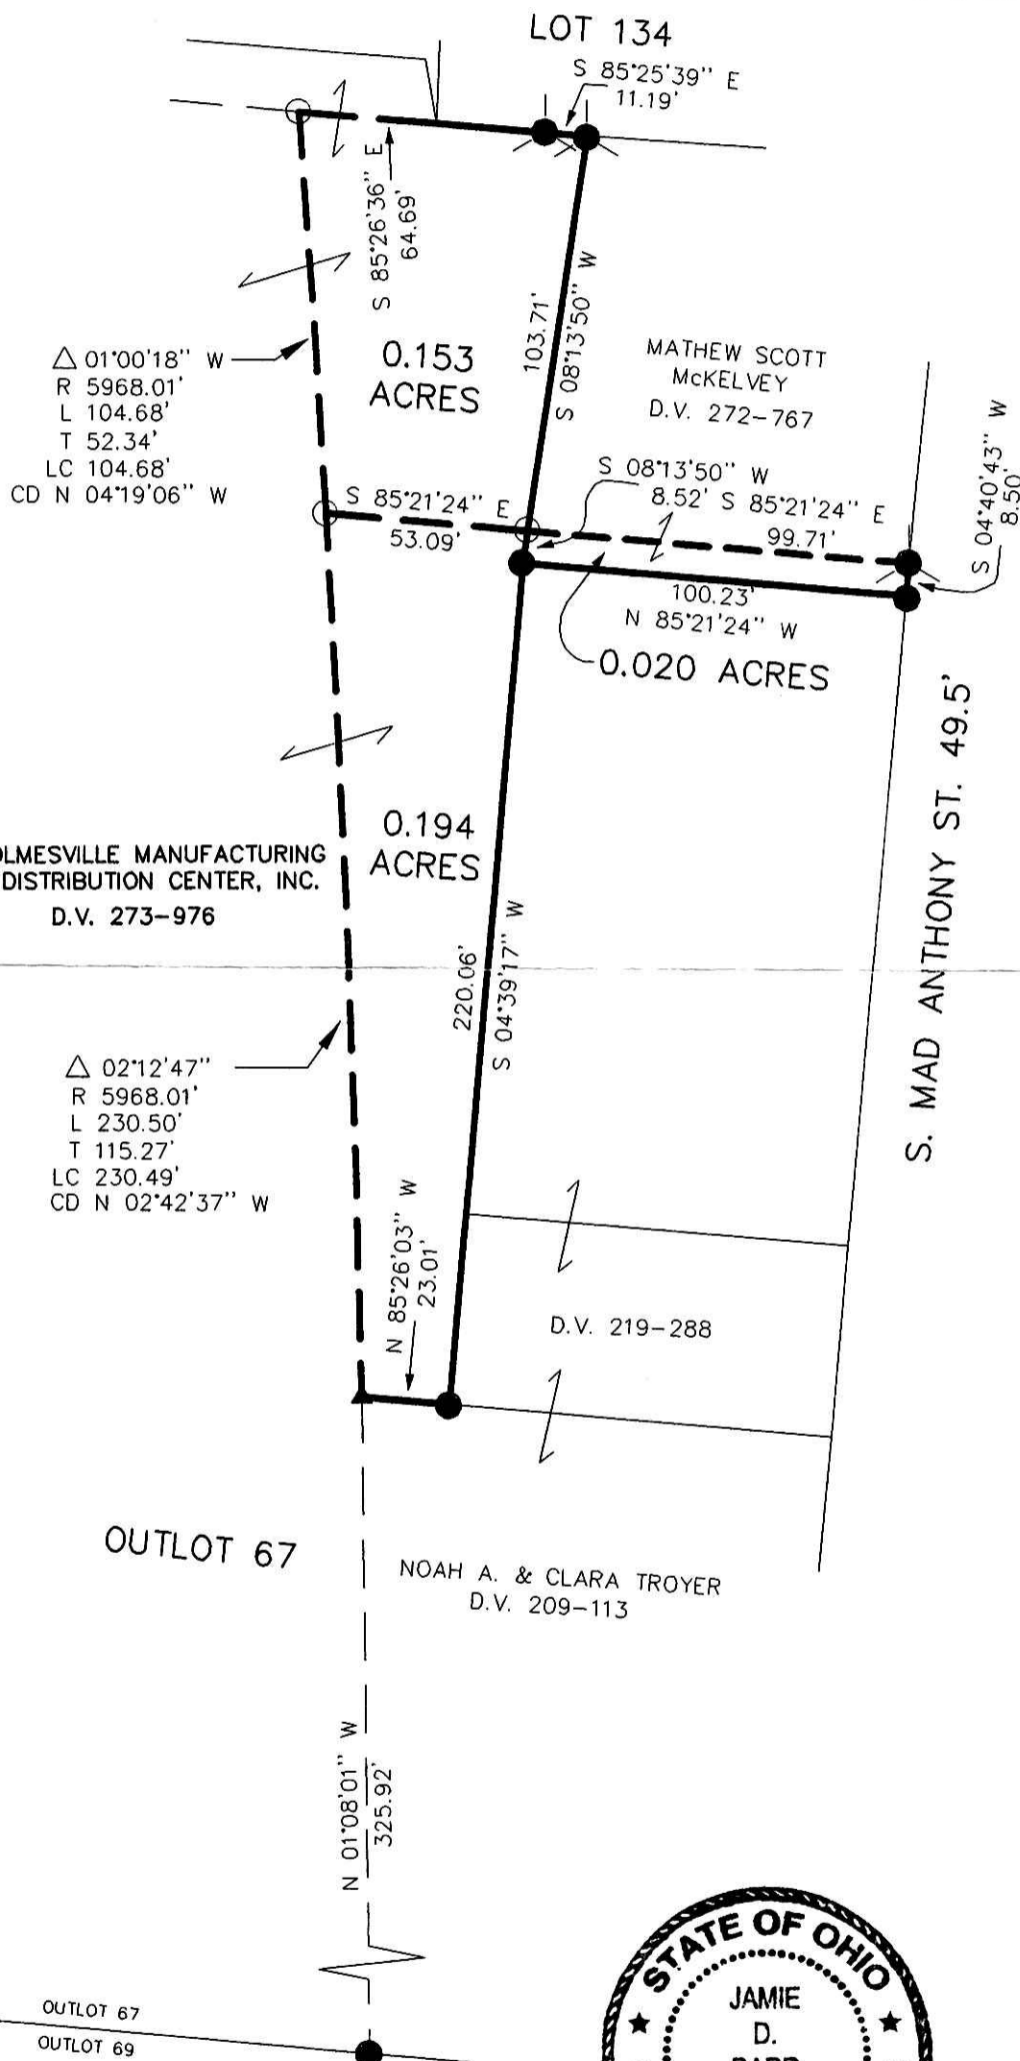 LOT 134
S 85°25'39" E
11.19'
S 85°26'36" E
64.69'
△ 01°00'18" W
R 5968.01'
L 104.68'
T 52.34'
LC 104.68'
CD N 04°19'06" W
0.153
ACRES
103.71'
S 08°13'50" W
MATHEW SCOTT
McKELVEY
D.V. 272-767
S 08°13'50" W
8.52'
S 85°21'24" E
99.71'
S 04°40'43" W
8.50'
S 85°21'24" E
53.09'
100.23'
N 85°21'24" W
0.020 ACRES
S. MAD ANTHONY ST. 49.5'
0.194
ACRES
OLMESVILLE MANUFACTURING
DISTRIBUTION CENTER, INC.
D.V. 273-976
220.06'
S 04°39'17" W
△ 02°12'47"
R 5968.01'
L 230.50'
T 115.27'
LC 230.49'
CD N 02°42'37" W
N 85°26'03" W
23.01'
D.V. 219-288
OUTLOT 67
NOAH A. & CLARA TROYER
D.V. 209-113
N 01°08'01" W
325.92'
OUTLOT 67
OUTLOT 69
STATE OF OHIO
JAMIE
D.